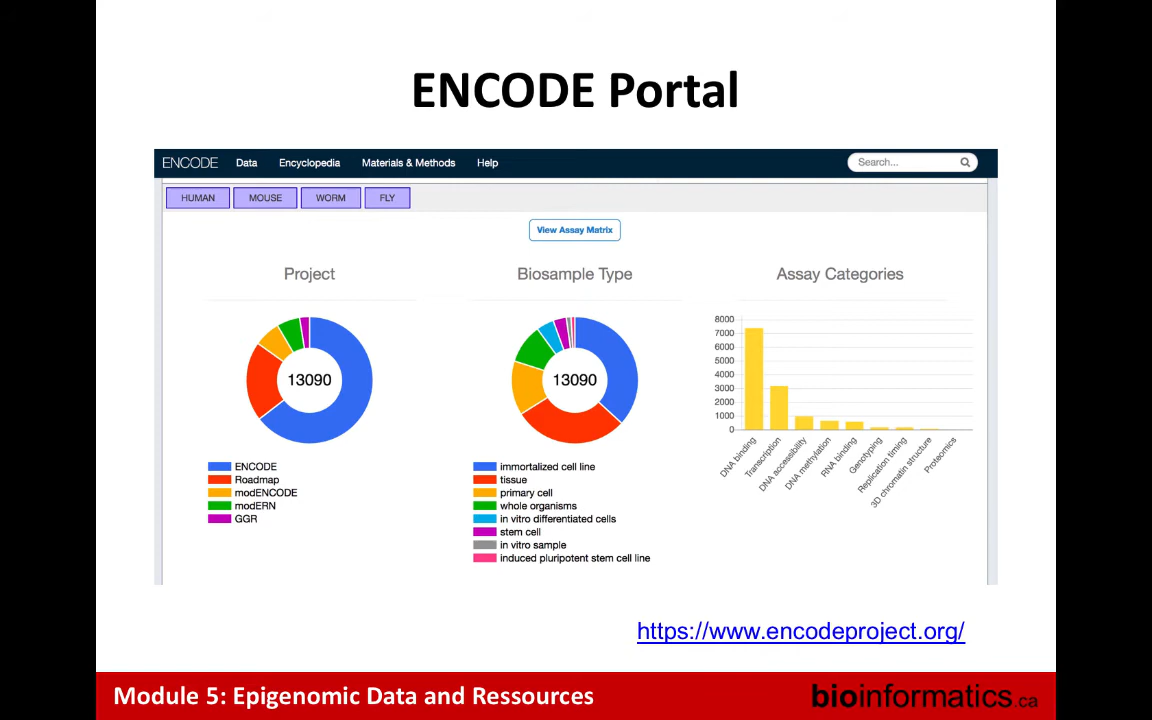 ENCODE Portal
ENCODE Data Encyclopedia Materials & Methods Help Search...
HUMAN MOUSE WORM FLY
View Assay Matrix
Project
13090
ENCODE
Roadmap
modENCODE
modERN
GGR
Biosample Type
13090
immortalized cell line
tissue
primary cell
whole organisms
in vitro differentiated cells
stem cell
in vitro sample
induced pluripotent stem cell line
Assay Categories
8000
7000
6000
5000
4000
3000
2000
1000
0
DNA binding
Transcription
DNA accessibility
DNA methylation
RNA binding
Genotyping
Replication timing
3D chromatin structure
Proteomics
https://www.encodeproject.org/
Module 5: Epigenomic Data and Ressources
bioinformatics.ca